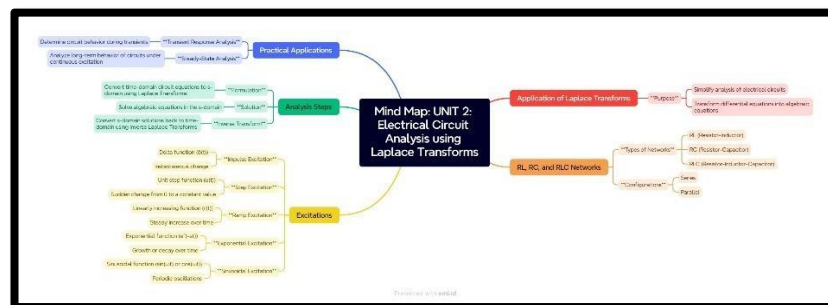 Practical Applications
**Transient Response Analysis**
Determine circuit behavior during transients
**Steady-State Analysis**
Analyze long-term behavior of circuits under
continuous excitation
Analysis Steps
**Formulation**
Convert time-domain circuit equations to s-
domain using Laplace Transforms
**Solution**
Solve algebraic equations in the s-domain
**Inverse Transform**
Convert s-domain solutions back to time-
domain using Inverse Laplace Transforms
Mind Map: UNIT 2:
Electrical Circuit
Analysis using
Laplace Transforms
Application of Laplace Transforms
**Purpose**
Simplify analysis of electrical circuits
Transform differential equations into algebraic
equations
RL, RC, and RLC Networks
**Types of Networks**
RL (Resistor-Inductor)
RC (Resistor-Capacitor)
RLC (Resistor-Inductor-Capacitor)
**Configurations**
Series
Parallel
Excitations
**Impulse Excitation**
Delta function (δ(t))
Instantaneous change
**Step Excitation**
Unit step function (u(t))
Sudden change from 0 to a constant value
**Ramp Excitation**
Linearly increasing function (r(t))
Steady increase over time
**Exponential Excitation**
Exponential function
Growth or decay over time
**Sinusoidal Excitation**
Sinusoidal function (sin(ωt) or cos(ωt))
Periodic oscillations
Presented with